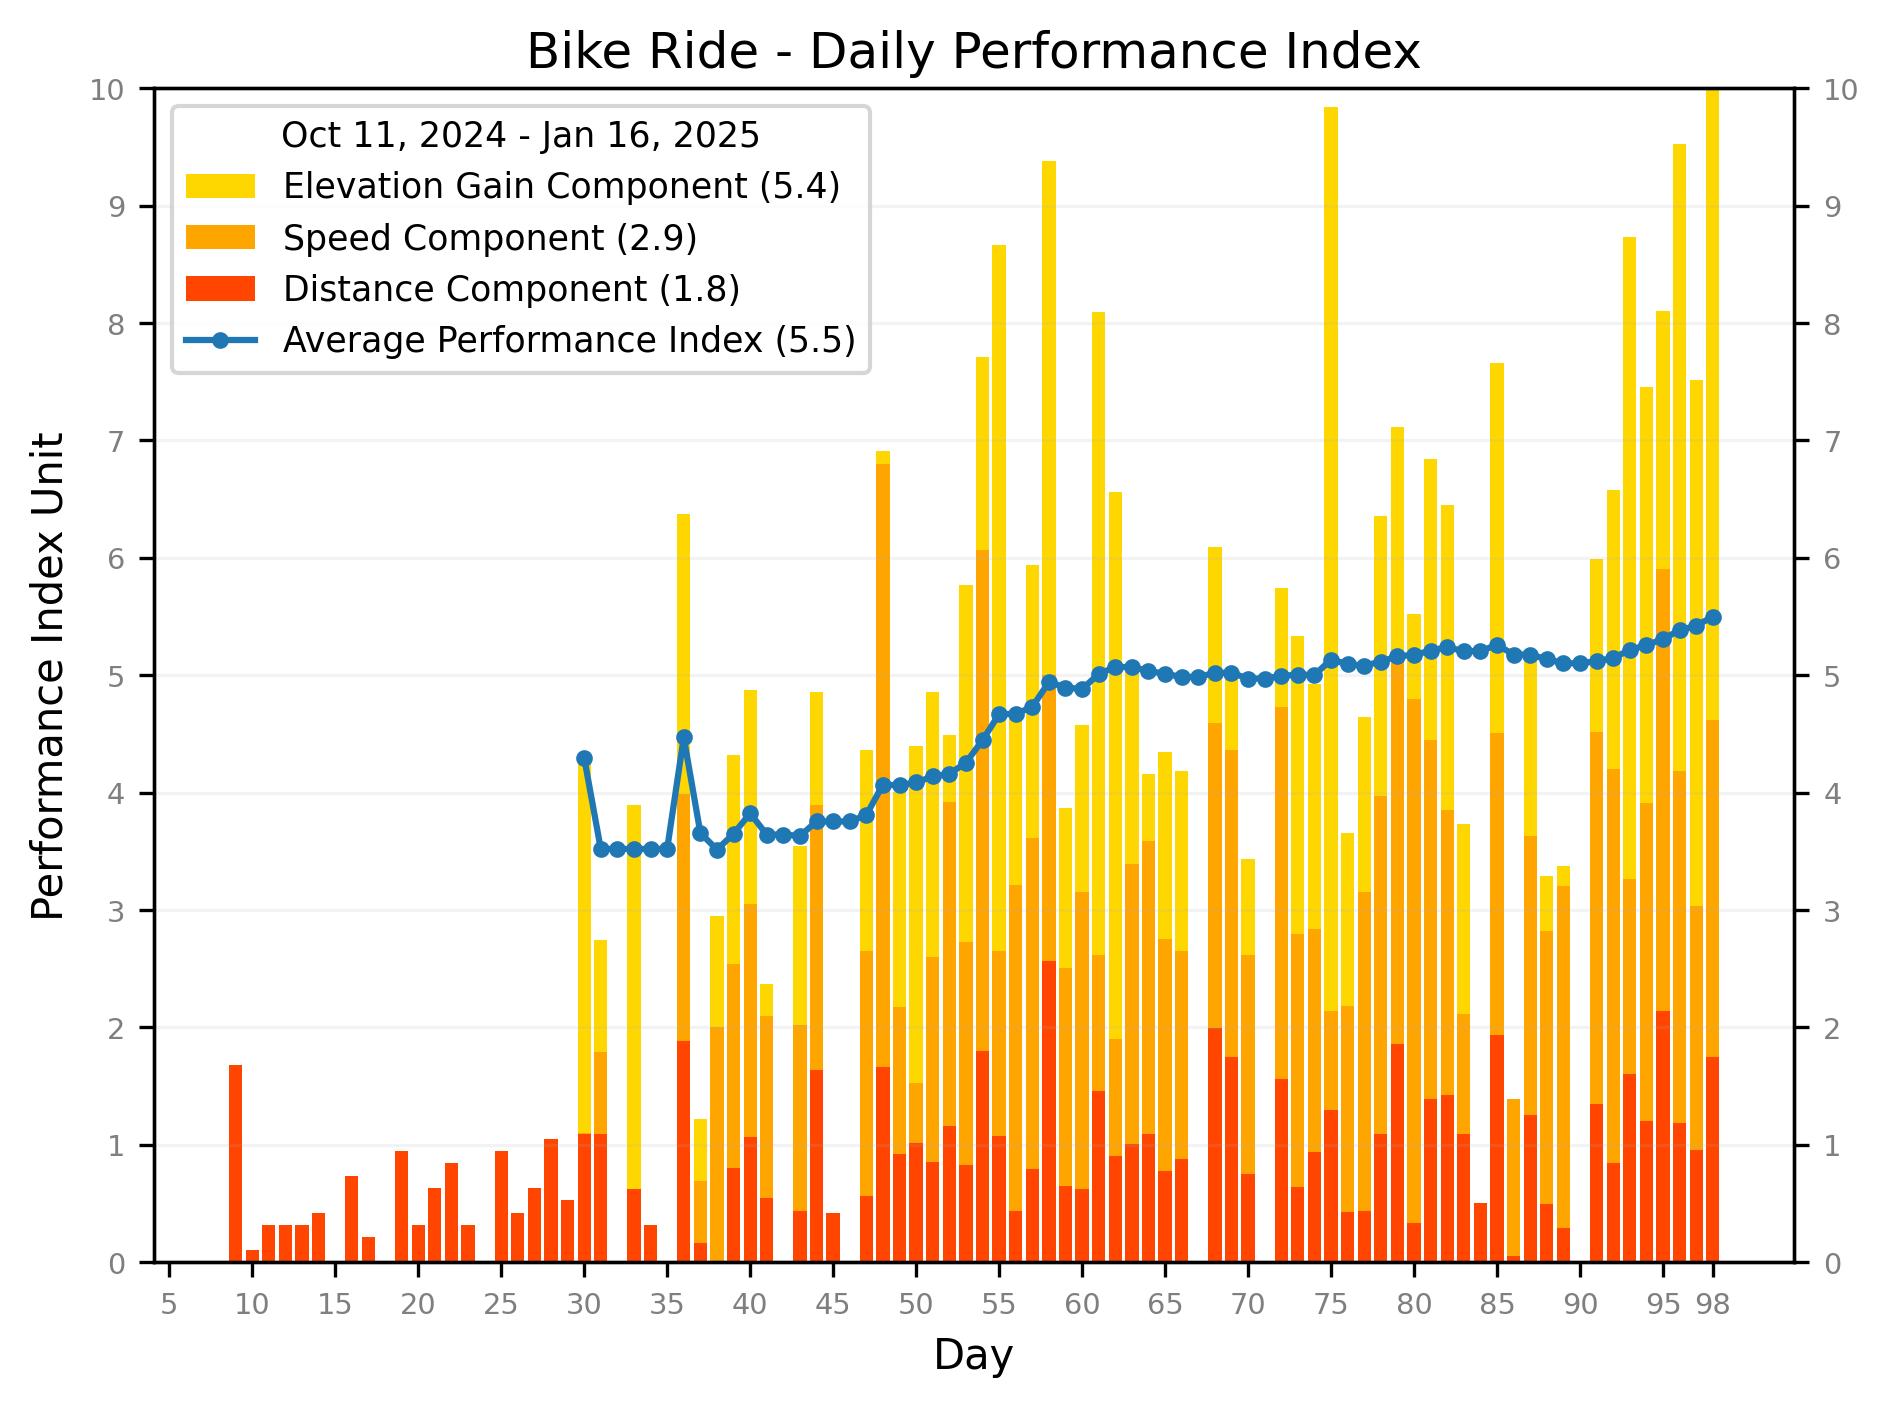 Bike Ride - Daily Performance Index
Oct 11, 2024 - Jan 16, 2025
Elevation Gain Component (5.4)
Speed Component (2.9)
Distance Component (1.8)
Average Performance Index (5.5)
Performance Index Unit
10
9
8
7
6
5
4
3
2
1
0
10
9
8
7
6
5
4
3
2
1
0
5 10 15 20 25 30 35 40 45 50 55 60 65 70 75 80 85 90 95 98
Day